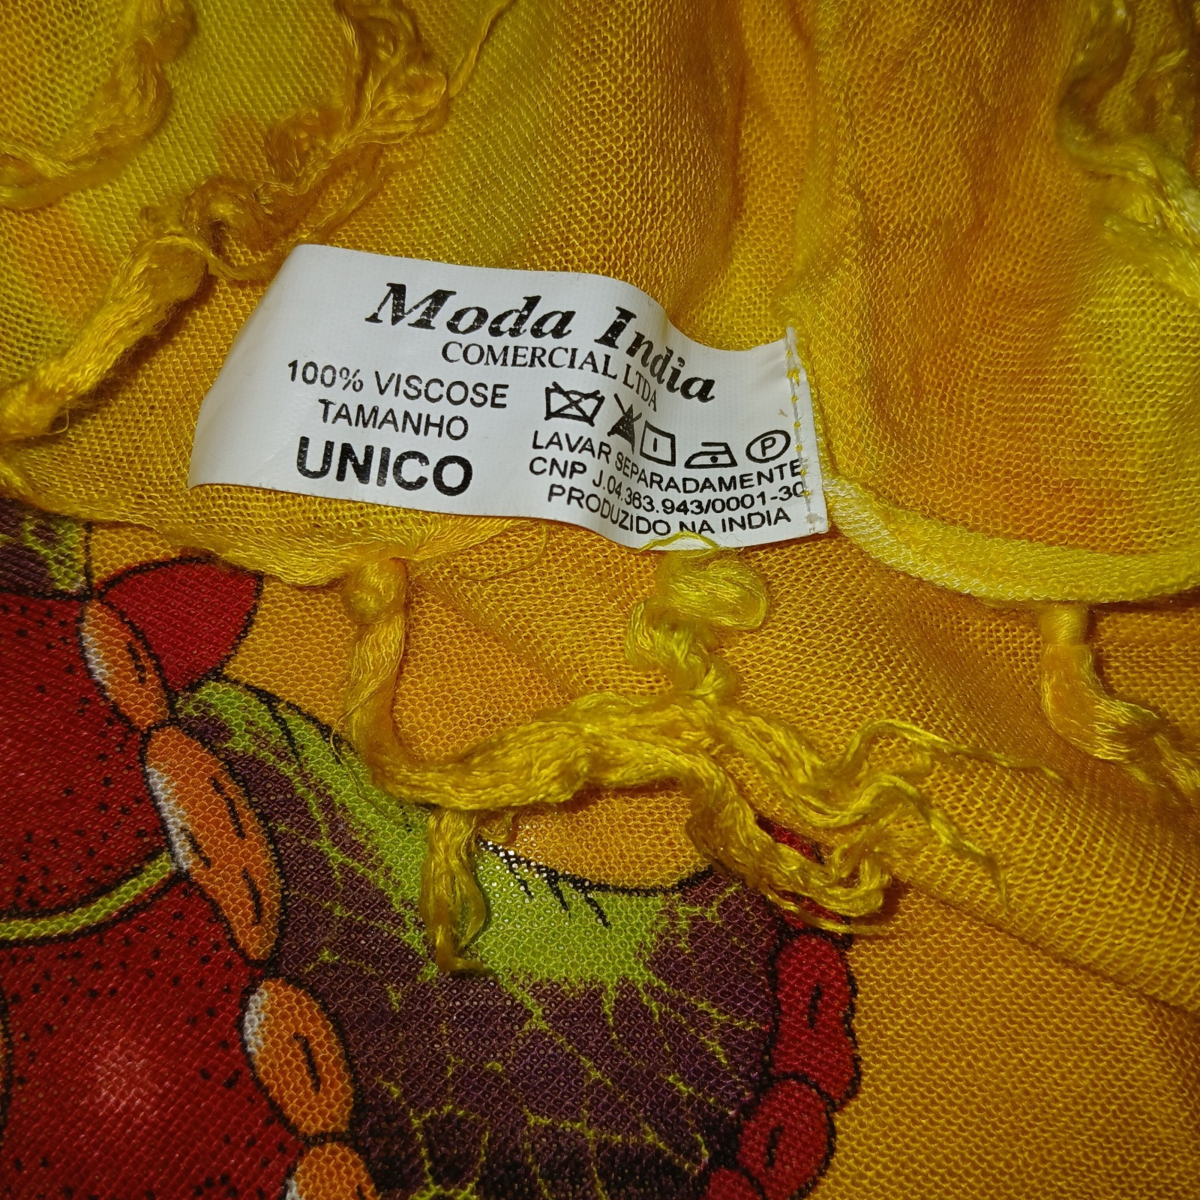 Moda India
COMERCIAL LTDA
100% VISCOSE
TAMANHO
UNICO
LAVAR SEPARADAMENTE
CNP J.04.363.943/0001-30
PRODUZIDO NA INDIA
P